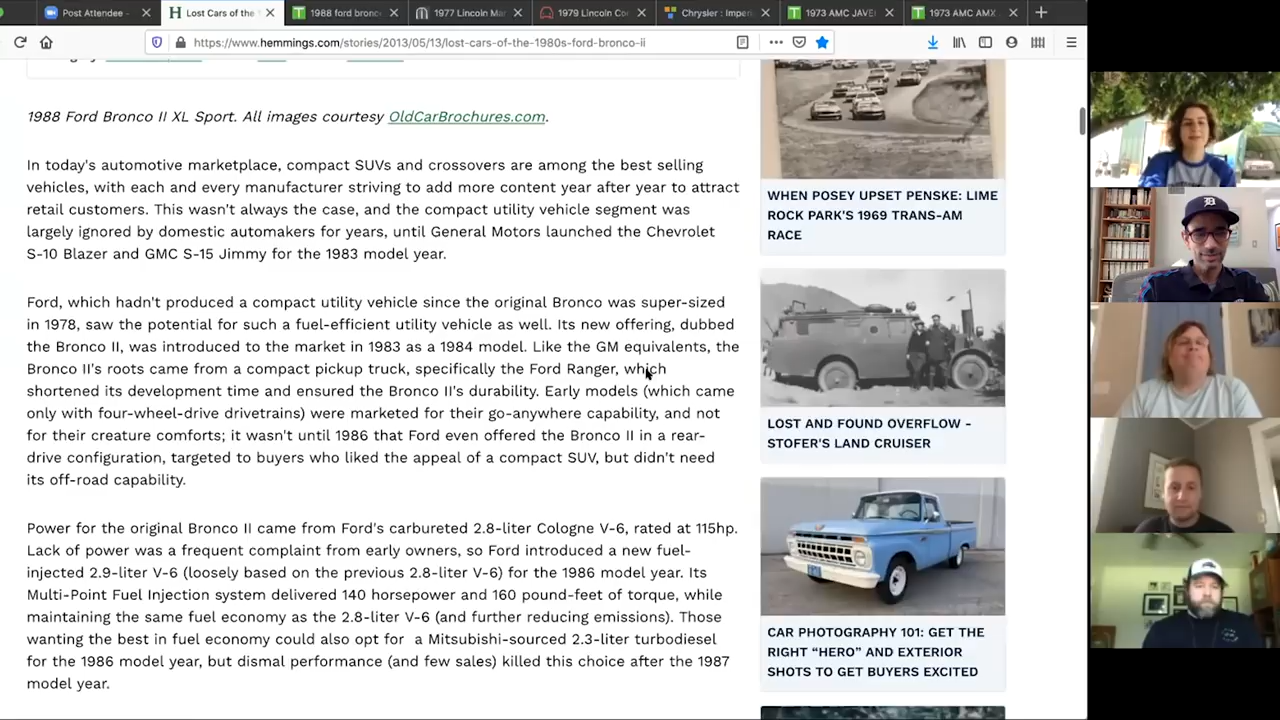 Post Attendee -
Lost Cars of the
1988 ford bronc
1977 Lincoln Mar
1979 Lincoln Co
Chrysler : Imperi
1973 AMC JAVE
1973 AMC AMX
https://www.hemmings.com/stories/2013/05/13/lost-cars-of-the-1980s-ford-bronco-ii
1988 Ford Bronco II XL Sport. All images courtesy OldCarBrochures.com.
In today's automotive marketplace, compact SUVs and crossovers are among the best selling
vehicles, with each and every manufacturer striving to add more content year after year to attract
retail customers. This wasn't always the case, and the compact utility vehicle segment was
largely ignored by domestic automakers for years, until General Motors launched the Chevrolet
S-10 Blazer and GMC S-15 Jimmy for the 1983 model year.
Ford, which hadn't produced a compact utility vehicle since the original Bronco was super-sized
in 1978, saw the potential for such a fuel-efficient utility vehicle as well. Its new offering, dubbed
the Bronco II, was introduced to the market in 1983 as a 1984 model. Like the GM equivalents, the
Bronco II's roots came from a compact pickup truck, specifically the Ford Ranger, which
shortened its development time and ensured the Bronco II's durability. Early models (which came
only with four-wheel-drive drivetrains) were marketed for their go-anywhere capability, and not
for their creature comforts; it wasn't until 1986 that Ford even offered the Bronco II in a rear-
drive configuration, targeted to buyers who liked the appeal of a compact SUV, but didn't need
its off-road capability.
Power for the original Bronco II came from Ford's carbureted 2.8-liter Cologne V-6, rated at 115hp.
Lack of power was a frequent complaint from early owners, so Ford introduced a new fuel-
injected 2.9-liter V-6 (loosely based on the previous 2.8-liter V-6) for the 1986 model year. Its
Multi-Point Fuel Injection system delivered 140 horsepower and 160 pound-feet of torque, while
maintaining the same fuel economy as the 2.8-liter V-6 (and further reducing emissions). Those
wanting the best in fuel economy could also opt for a Mitsubishi-sourced 2.3-liter turbodiesel
for the 1986 model year, but dismal performance (and few sales) killed this choice after the 1987
model year.
WHEN POSEY UPSET PENSKE: LIME
ROCK PARK'S 1969 TRANS-AM
RACE
LOST AND FOUND OVERFLOW -
STOFER'S LAND CRUISER
CAR PHOTOGRAPHY 101: GET THE
RIGHT “HERO” AND EXTERIOR
SHOTS TO GET BUYERS EXCITED